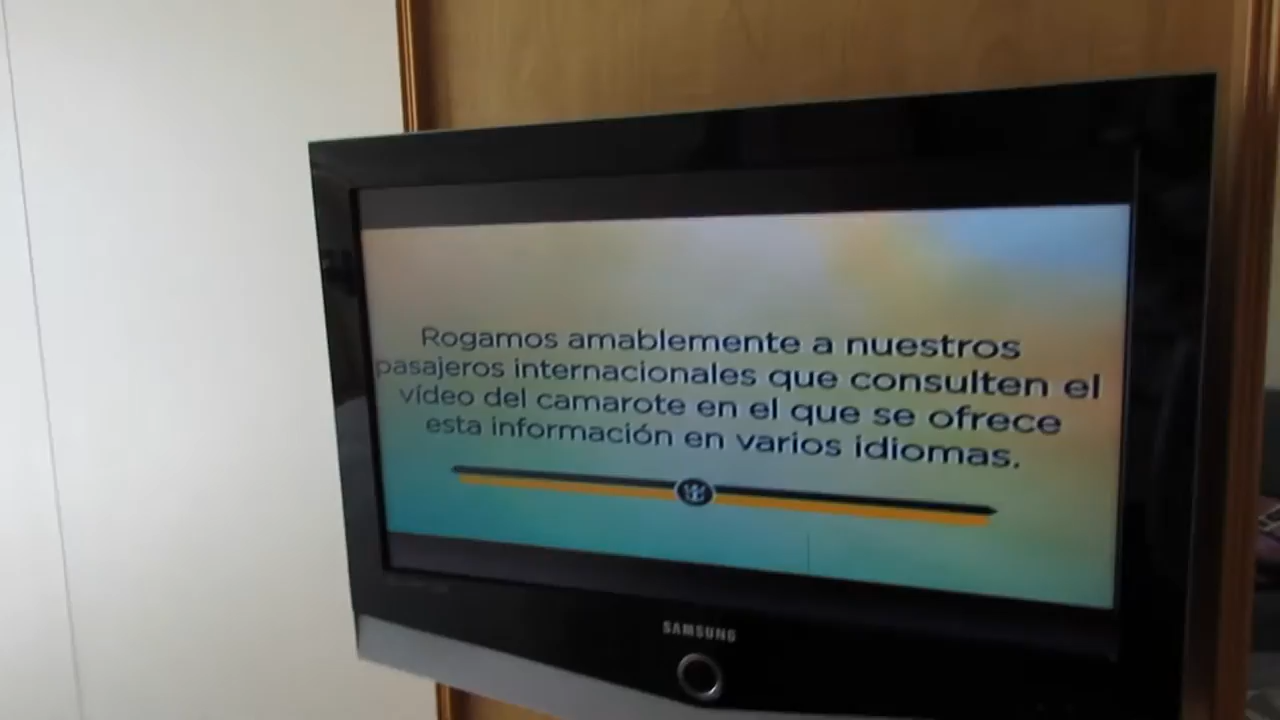 Rogamos amablemente a nuestros
pasajeros internacionales que consulten el
vídeo del camarote en el que se ofrece
esta información en varios idiomas.
SAMSUNG